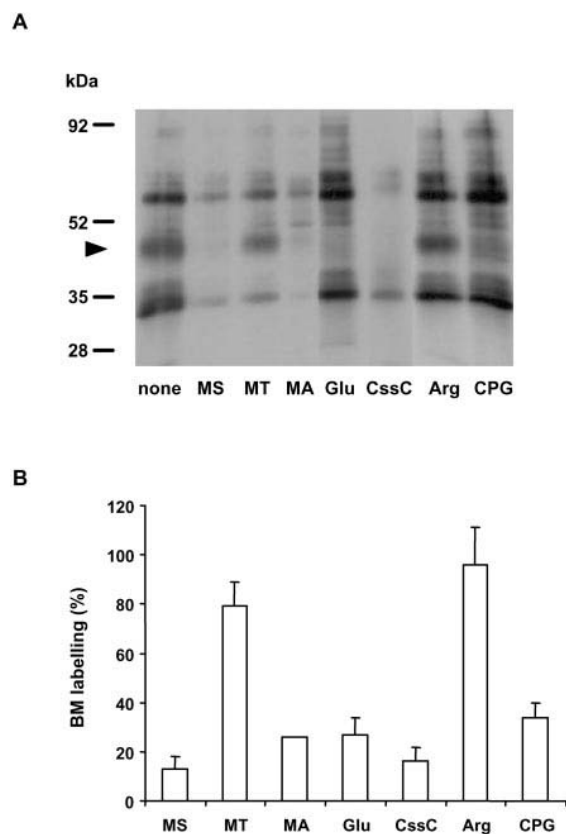 A
kDa
92
52
35
28
none MS MT MA Glu CssC Arg CPG
B
BM labelling (%)
120
100
80
60
40
20
0
MS MT MA Glu CssC Arg CPG